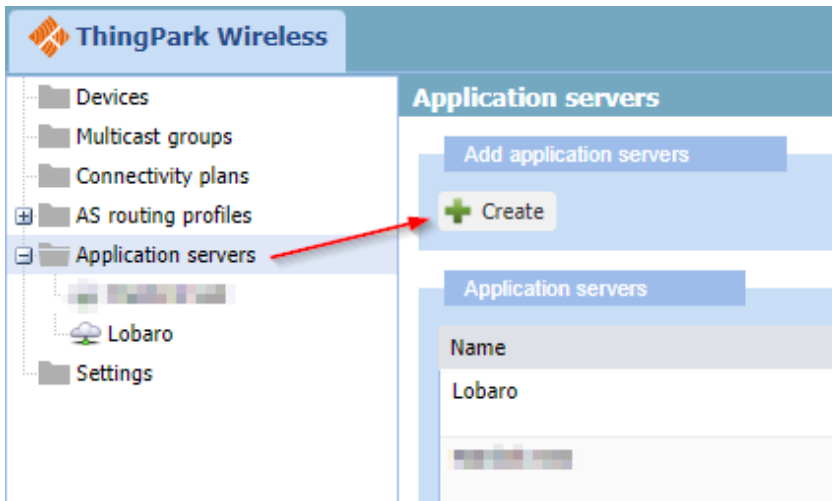 ThingPark Wireless
Devices
Multicast groups
Connectivity plans
AS routing profiles
Application servers
Lobaro
Settings
Application servers
Add application servers
Create
Application servers
Name
Lobaro